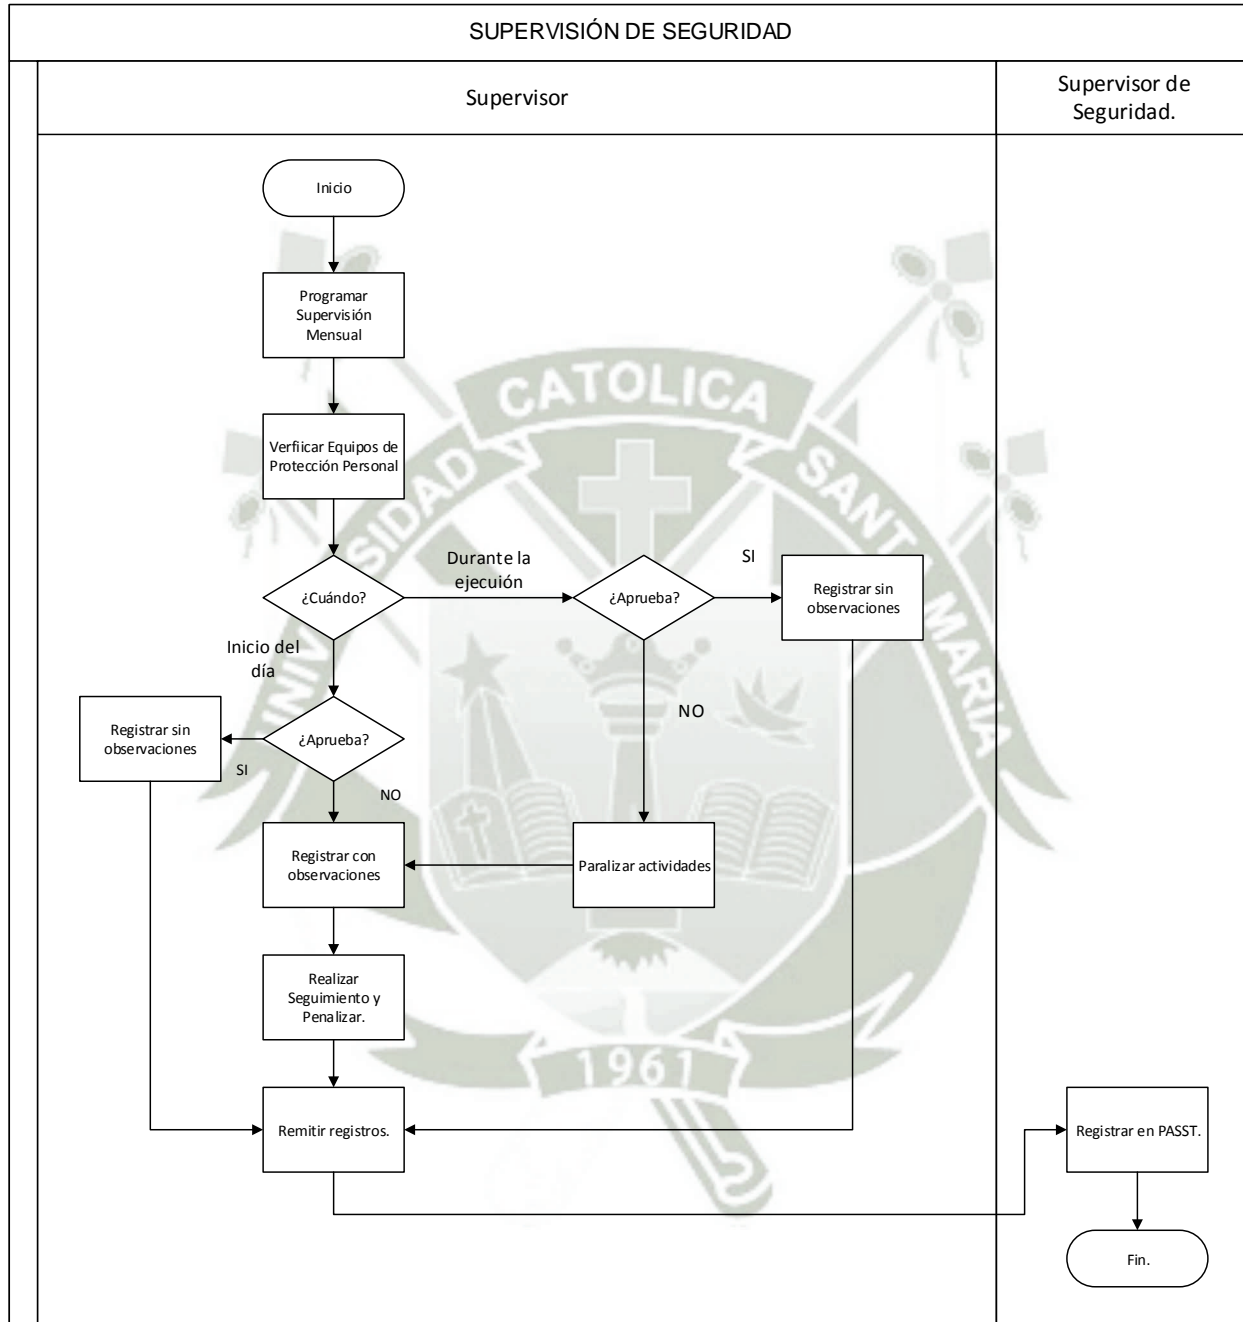 SUPERVISIÓN DE SEGURIDAD
Supervisor
Supervisor de
Seguridad.
Inicio
Programar
Supervisión
Mensual
Verfiicar Equipos de
Protección Personal
¿Cuándo?
Durante la
ejecuión
¿Aprueba?
SI
Registrar sin
observaciones
Inicio del
día
NO
Registrar sin
observaciones
SI
¿Aprueba?
NO
Registrar con
observaciones
Paralizar actividades
Realizar
Seguimiento y
Penalizar.
Remitir registros.
Registrar en PASST.
Fin.
CATOLICA
SANTA MARIA
1961